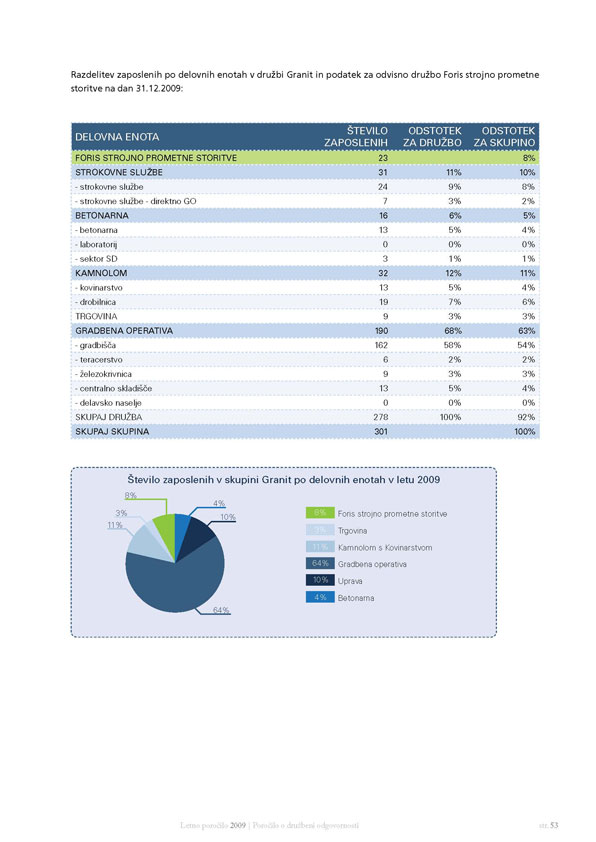 Razdelitev zaposlenih po delovnih enotah v družbi Granit in podatek za odvisno družbo Foris strojno prometne
storitve na dan 31.12.2009:
DELOVNA ENOTA ŠTEVILO ZAPOSLENIH ODSTOTEK ZA DRUŽBO ODSTOTEK ZA SKUPINO
FORIS STROJNO PROMETNE STORITVE 23 8%
STROKOVNE SLUŽBE 31 11% 10%
- strokovne službe 24 9% 8%
- strokovne službe - direktno GO 7 3% 2%
BETONARNA 16 6% 5%
- betonarna 13 5% 4%
- laboratorij 0 0% 0%
- sektor SD 3 1% 1%
KAMNOLOM 32 12% 11%
- kovinarstvo 13 5% 4%
- drobilnica 19 7% 6%
TRGOVINA 9 3% 3%
GRADBENA OPERATIVA 190 68% 63%
- gradbišča 162 58% 54%
- teracerstvo 6 2% 2%
- železokrivnica 9 3% 3%
- centralno skladišče 13 5% 4%
- delavsko naselje 0 0% 0%
SKUPAJ DRUŽBA 278 100% 92%
SKUPAJ SKUPINA 301 100%
Število zaposlenih v skupini Granit po delovnih enotah v letu 2009
8%
3%
11%
4%
10%
64%
8% Foris strojno prometne storitve
3% Trgovina
11% Kamnolom s Kovinarstvom
64% Gradbena operativa
10% Uprava
4% Betonarna
Letno poročilo 2009 | Poročilo o družbeni odgovornosti str. 53